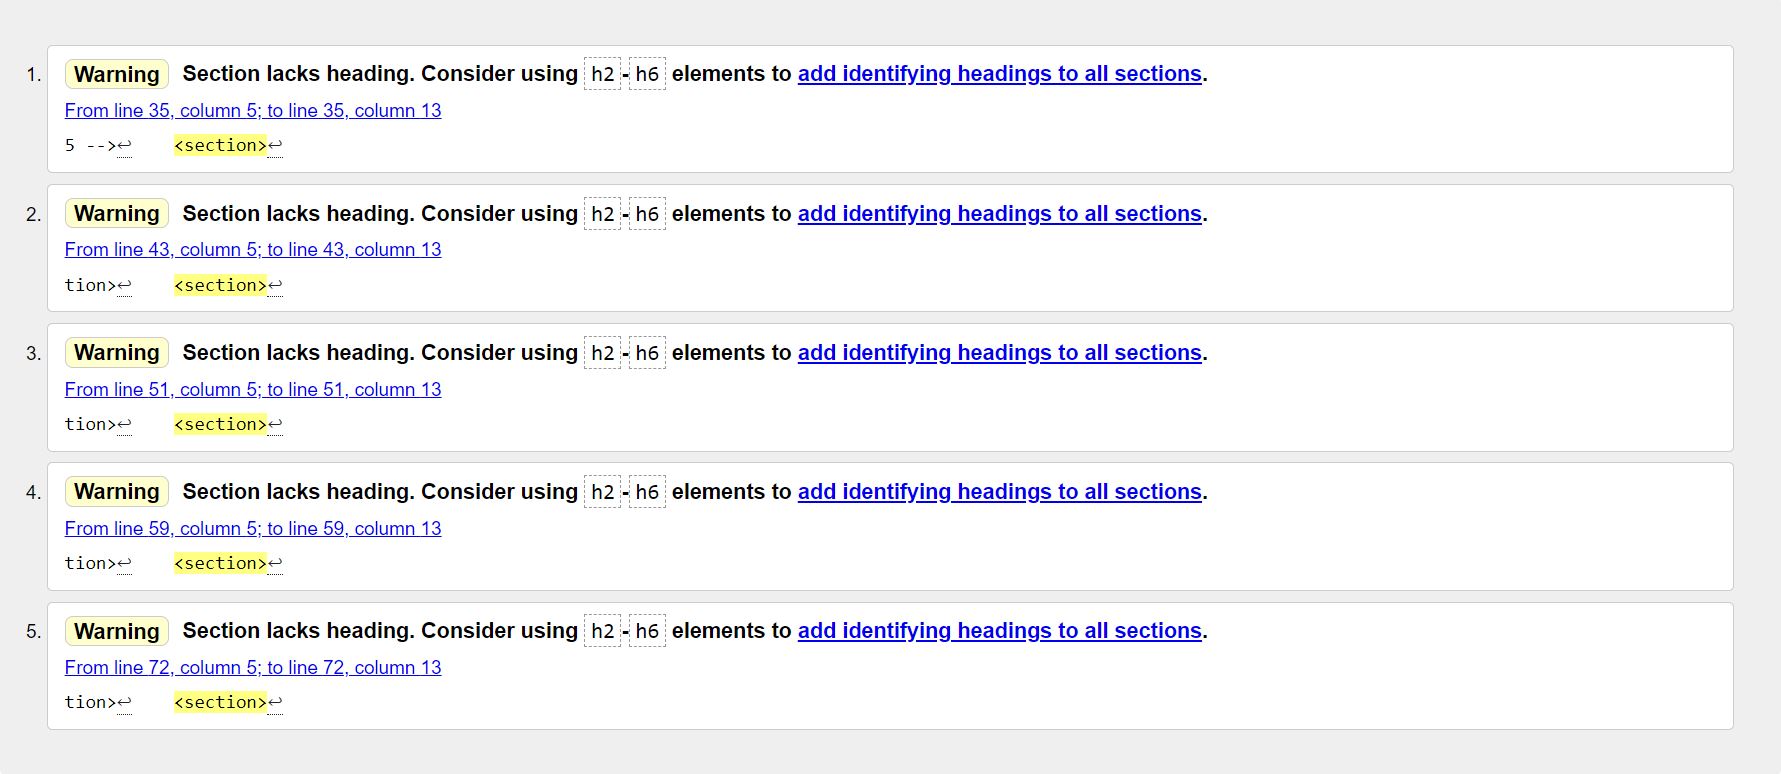 1. Warning Section lacks heading. Consider using h2-h6 elements to add identifying headings to all sections.
From line 35, column 5; to line 35, column 13
5 -->↩    <section>↩
2. Warning Section lacks heading. Consider using h2-h6 elements to add identifying headings to all sections.
From line 43, column 5; to line 43, column 13
tion>↩    <section>↩
3. Warning Section lacks heading. Consider using h2-h6 elements to add identifying headings to all sections.
From line 51, column 5; to line 51, column 13
tion>↩    <section>↩
4. Warning Section lacks heading. Consider using h2-h6 elements to add identifying headings to all sections.
From line 59, column 5; to line 59, column 13
tion>↩    <section>↩
5. Warning Section lacks heading. Consider using h2-h6 elements to add identifying headings to all sections.
From line 72, column 5; to line 72, column 13
tion>↩    <section>↩